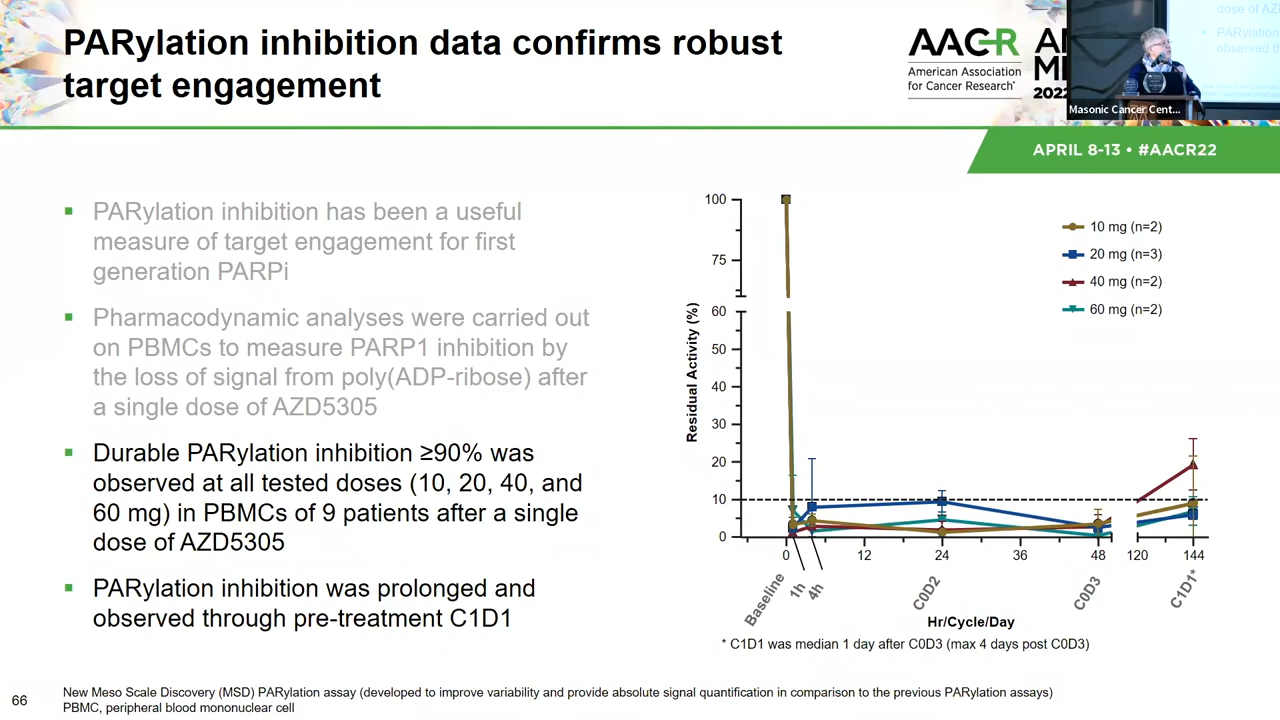 PARylation inhibition data confirms robust
target engagement
AACR
American Association
for Cancer Research
2022
Masonic Cancer Cent...
APRIL 8-13 • #AACR22
▪ PARylation inhibition has been a useful
measure of target engagement for first
generation PARPi
▪ Pharmacodynamic analyses were carried out
on PBMCs to measure PARP1 inhibition by
the loss of signal from poly(ADP-ribose) after
a single dose of AZD5305
▪ Durable PARylation inhibition ≥90% was
observed at all tested doses (10, 20, 40, and
60 mg) in PBMCs of 9 patients after a single
dose of AZD5305
▪ PARylation inhibition was prolonged and
observed through pre-treatment C1D1
Residual Activity (%)
100
75
60
50
40
30
20
10
0
10 mg (n=2)
20 mg (n=3)
40 mg (n=2)
60 mg (n=2)
0 12 24 36 48 120 144
Baseline 1h 4h C0D2 C0D3 C1D1*
Hr/Cycle/Day
* C1D1 was median 1 day after C0D3 (max 4 days post C0D3)
66
New Meso Scale Discovery (MSD) PARylation assay (developed to improve variability and provide absolute signal quantification in comparison to the previous PARylation assays)
PBMC, peripheral blood mononuclear cell